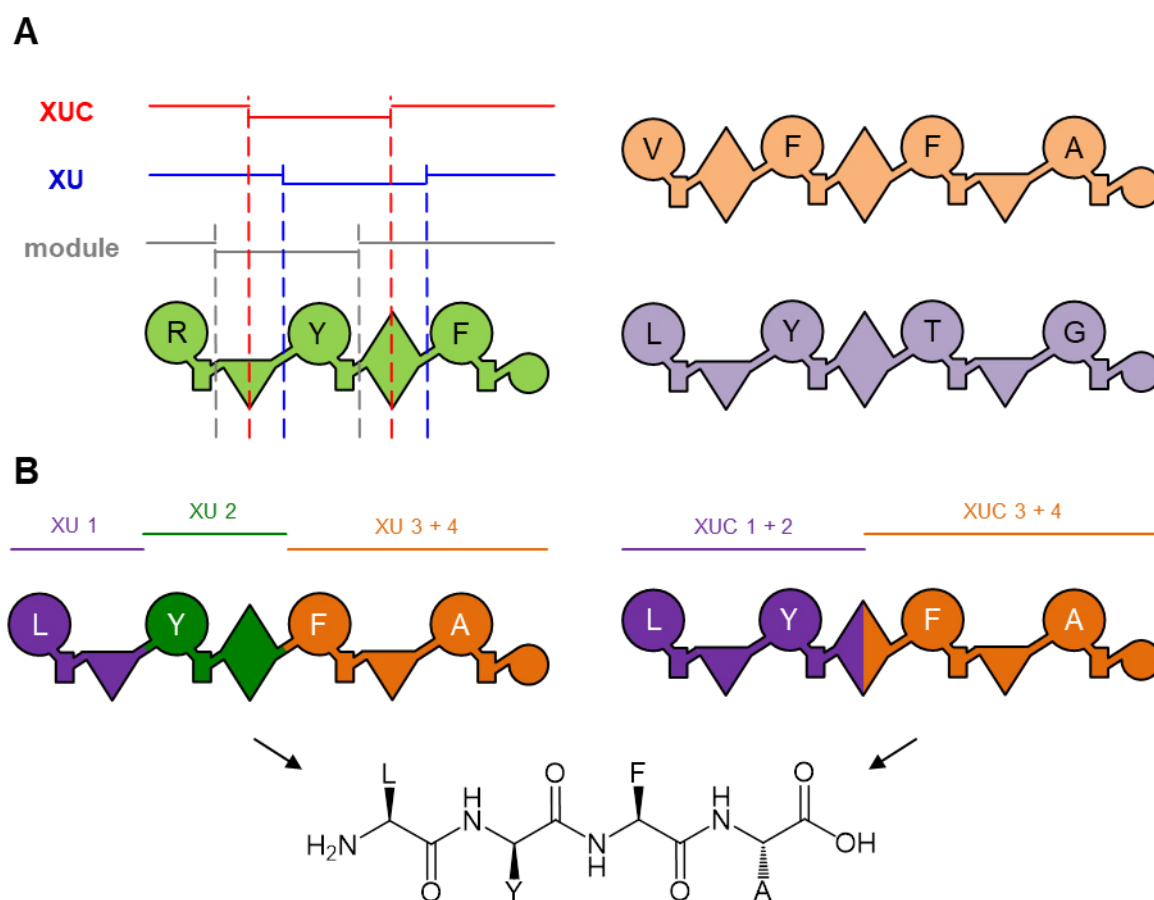 A
XUC
XU
module
R Y F
V F F A
L Y T G
B
XU 1
XU 2
XU 3 + 4
XUC 1 + 2
XUC 3 + 4
L Y F A
L Y F A
L
H
N
O
F
H
N
O
H₂N
O
Y
N
H
O
A
OH